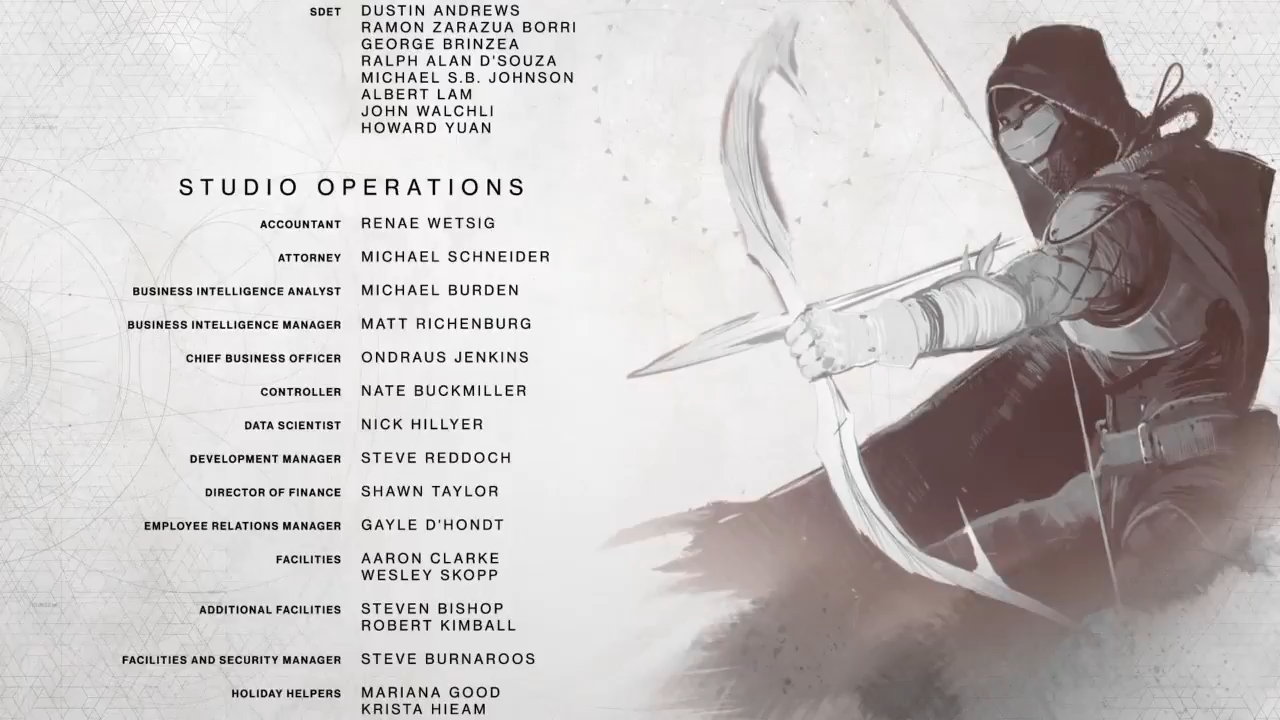 SDET DUSTIN ANDREWS
RAMON ZARAZUA BORRI
GEORGE BRINZEA
RALPH ALAN D'SOUZA
MICHAEL S.B. JOHNSON
ALBERT LAM
JOHN WALCHLI
HOWARD YUAN
STUDIO OPERATIONS
ACCOUNTANT RENAE WETSIG
ATTORNEY MICHAEL SCHNEIDER
BUSINESS INTELLIGENCE ANALYST MICHAEL BURDEN
BUSINESS INTELLIGENCE MANAGER MATT RICHENBURG
CHIEF BUSINESS OFFICER ONDRAUS JENKINS
CONTROLLER NATE BUCKMILLER
DATA SCIENTIST NICK HILLYER
DEVELOPMENT MANAGER STEVE REDDOCH
DIRECTOR OF FINANCE SHAWN TAYLOR
EMPLOYEE RELATIONS MANAGER GAYLE D'HONDT
FACILITIES AARON CLARKE
WESLEY SKOPP
ADDITIONAL FACILITIES STEVEN BISHOP
ROBERT KIMBALL
FACILITIES AND SECURITY MANAGER STEVE BURNAROOS
HOLIDAY HELPERS MARIANA GOOD
KRISTA HIEAM